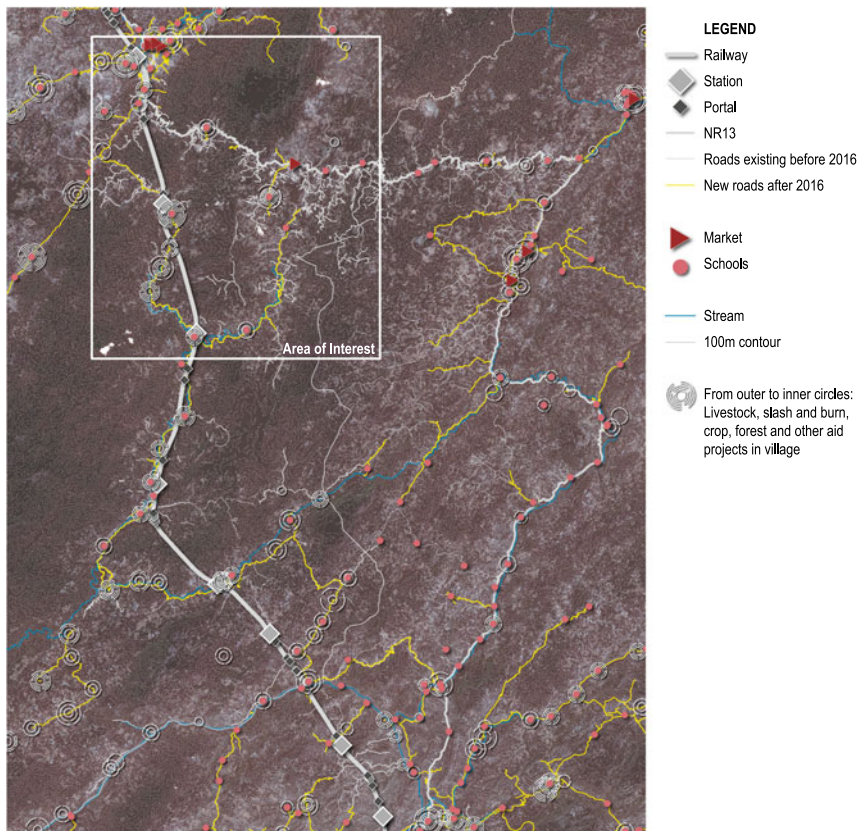 LEGEND
Railway
Station
Portal
NR13
Roads existing before 2016
New roads after 2016
Market
Schools
Stream
100m contour
From outer to inner circles:
Livestock, slash and burn,
crop, forest and other aid
projects in village
Area of Interest